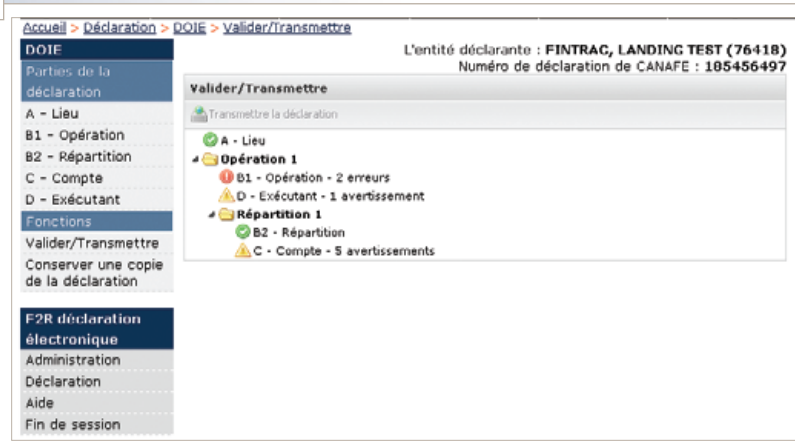 Accueil > Déclaration > DOIE > Valider/Transmettre
DOIE
Parties de la
déclaration
A - Lieu
B1 - Opération
B2 - Répartition
C - Compte
D - Exécutant
Fonctions
Valider/Transmettre
Conserver une copie
de la déclaration
F2R déclaration
électronique
Administration
Déclaration
Aide
Fin de session
L'entité déclarante : FINTRAC, LANDING TEST (76418)
Numéro de déclaration de CANAFE : 185456497
Valider/Transmettre
Transmettre la déclaration
A - Lieu
Opération 1
B1 - Opération - 2 erreurs
D - Exécutant - 1 avertissement
Répartition 1
B2 - Répartition
C - Compte - 5 avertissements